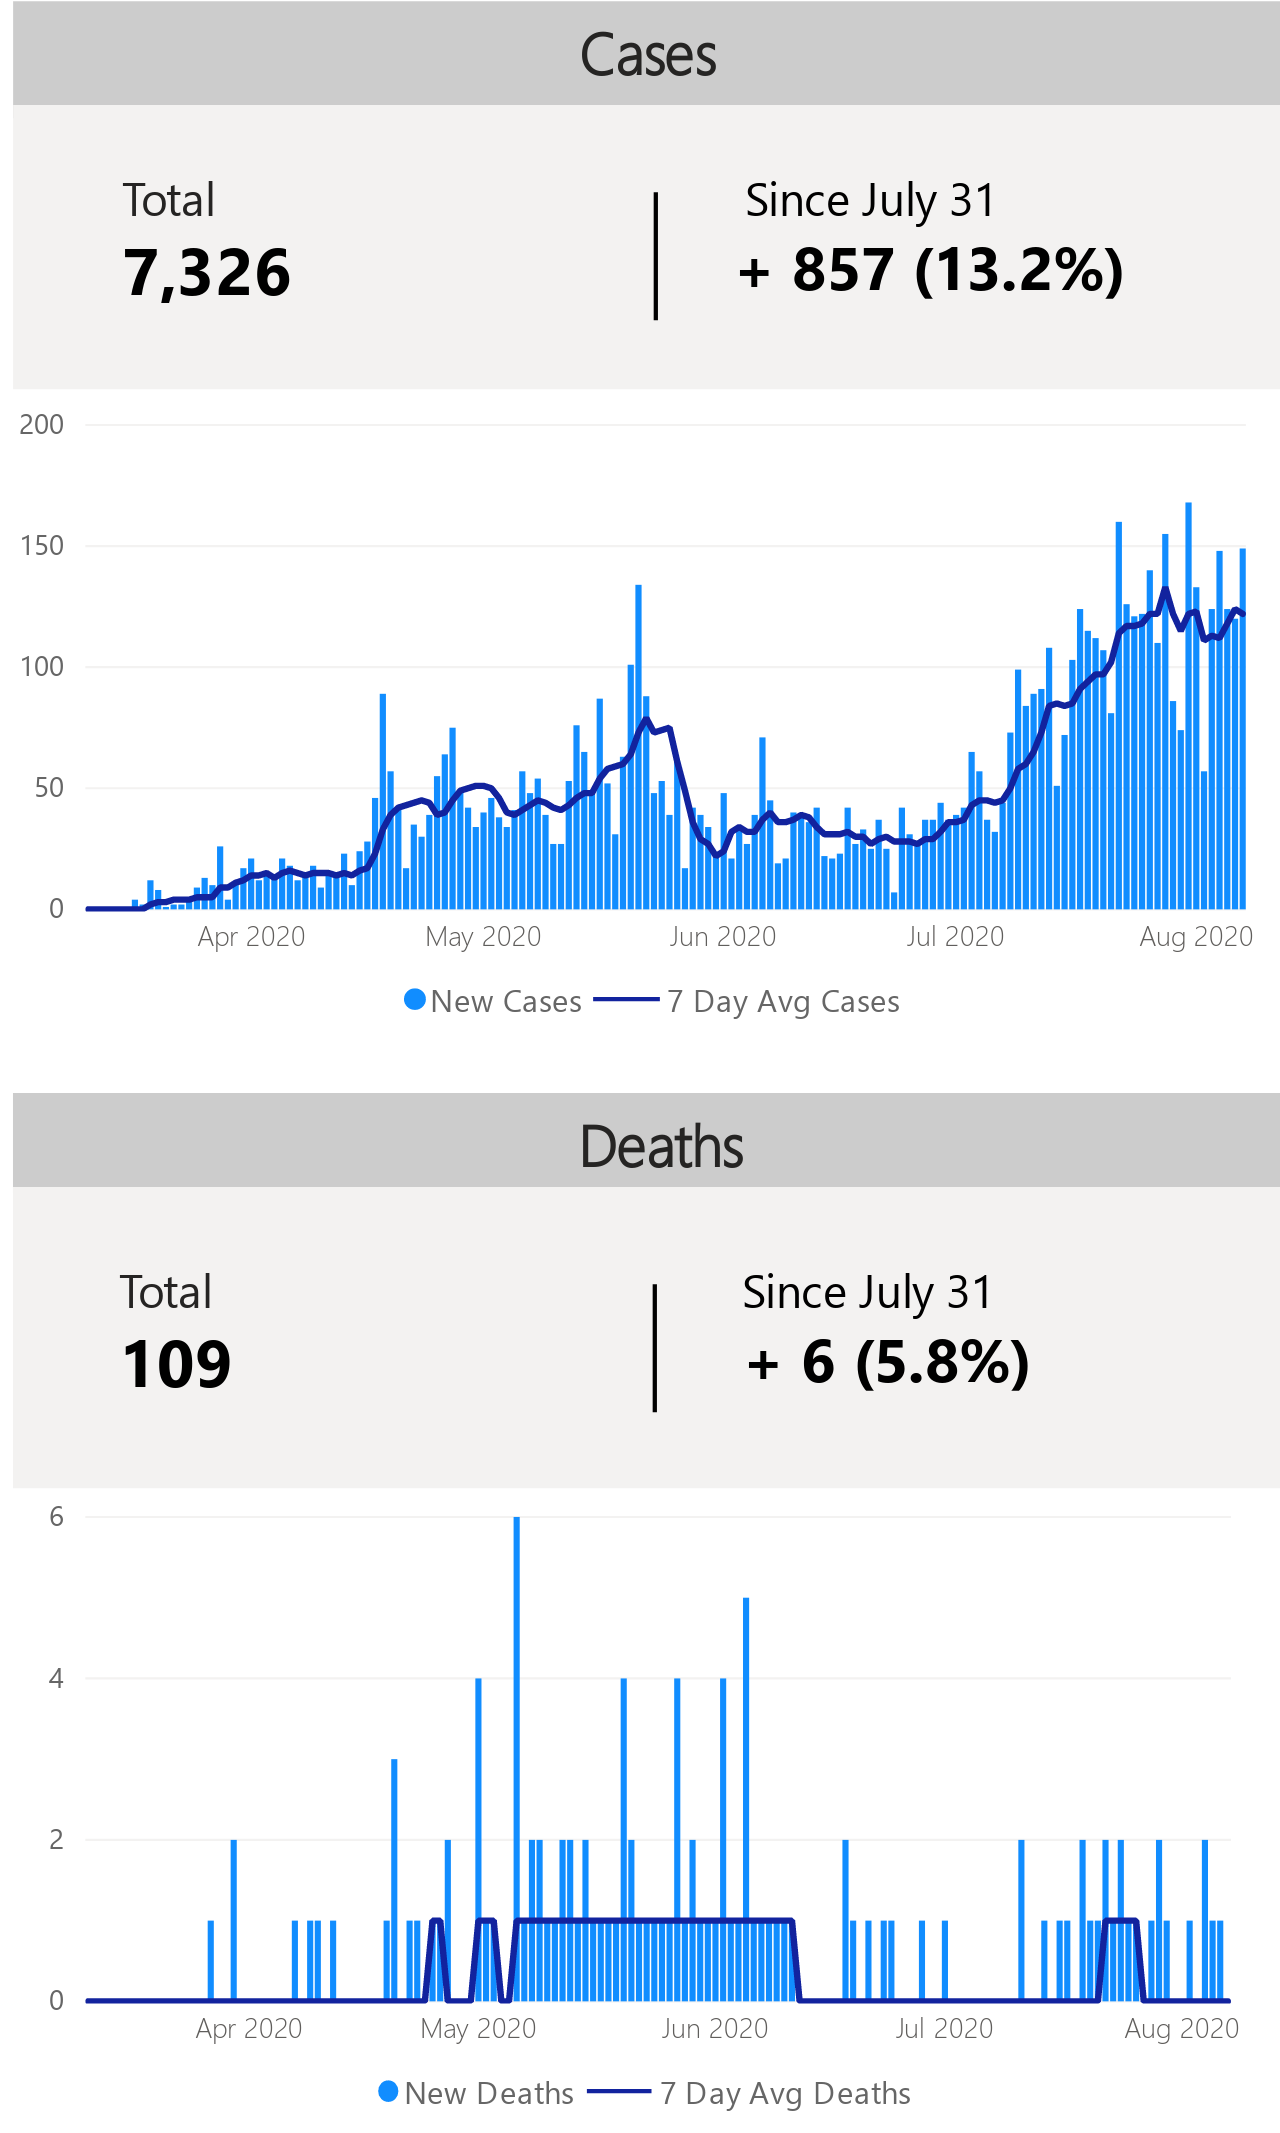 Cases
Total
Since July 31
7,326
+ 857 (13.2%)
200
150
100
50
0
Apr 2020
May 2020
Jun 2020
Jul 2020
Aug 2020
New Cases
7 Day Avg Cases
Deaths
Total
Since July 31
109
+ 6 (5.8%)
6
4
2
0
Apr 2020
May 2020
Jun 2020
Jul 2020
Aug 2020
New Deaths
7 Day Avg Deaths